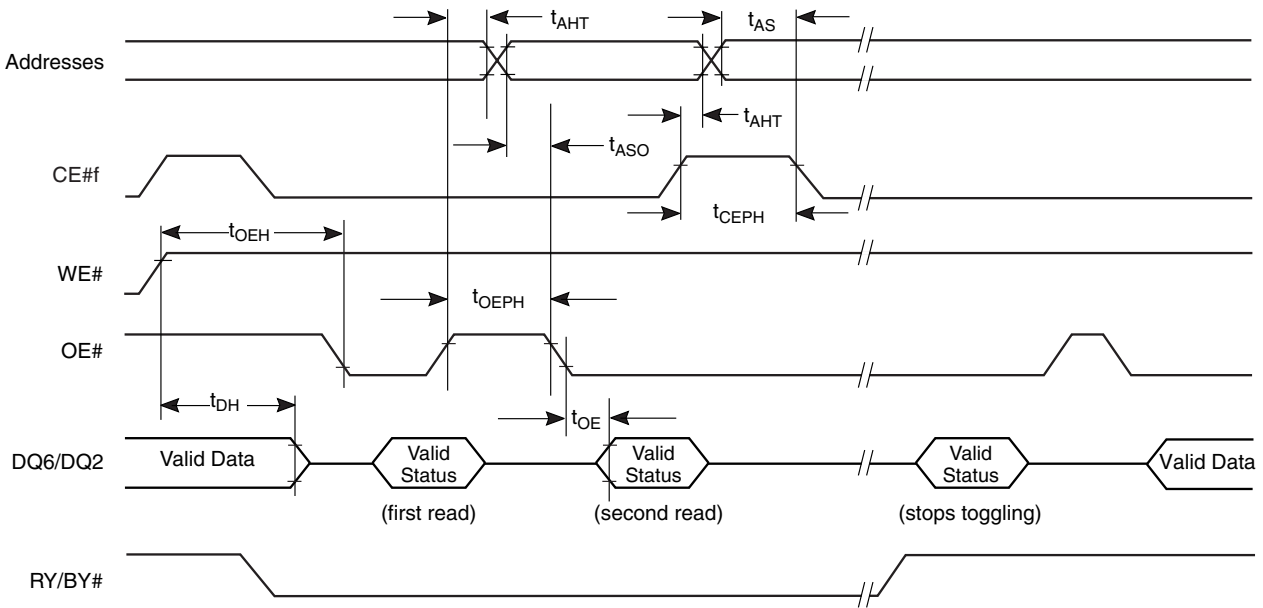 tAHT
tAS
Addresses
tAHT
tASO
CE#f
tCEPH
tOEH
WE#
tOEPH
OE#
tDH
tOE
DQ6/DQ2
Valid Data
Valid
Status
Valid
Status
Valid
Status
Valid Data
(first read)
(second read)
(stops toggling)
RY/BY#